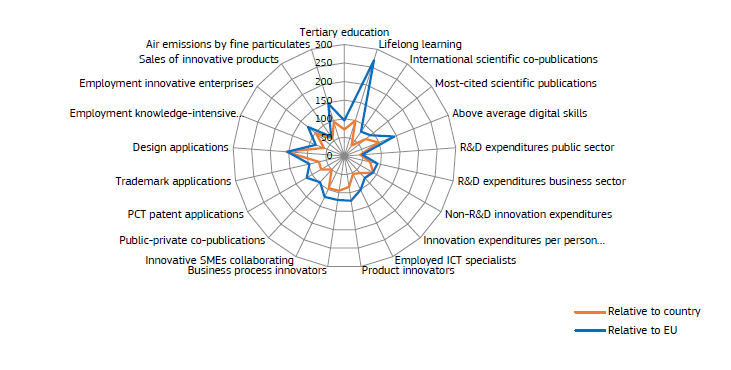 Tertiary education
Air emissions by fine particulates
300
Lifelong learning
Sales of innovative products
250
International scientific co-publications
Employment innovative enterprises
200
Most-cited scientific publications
150
Employment knowledge-intensive...
100
Above average digital skills
50
Design applications
0
R&D expenditures public sector
Trademark applications
R&D expenditures business sector
PCT patent applications
Non-R&D innovation expenditures
Public-private co-publications
Innovation expenditures per person...
Innovative SMEs collaborating
Employed ICT specialists
Business process innovators
Product innovators
Relative to country
Relative to EU